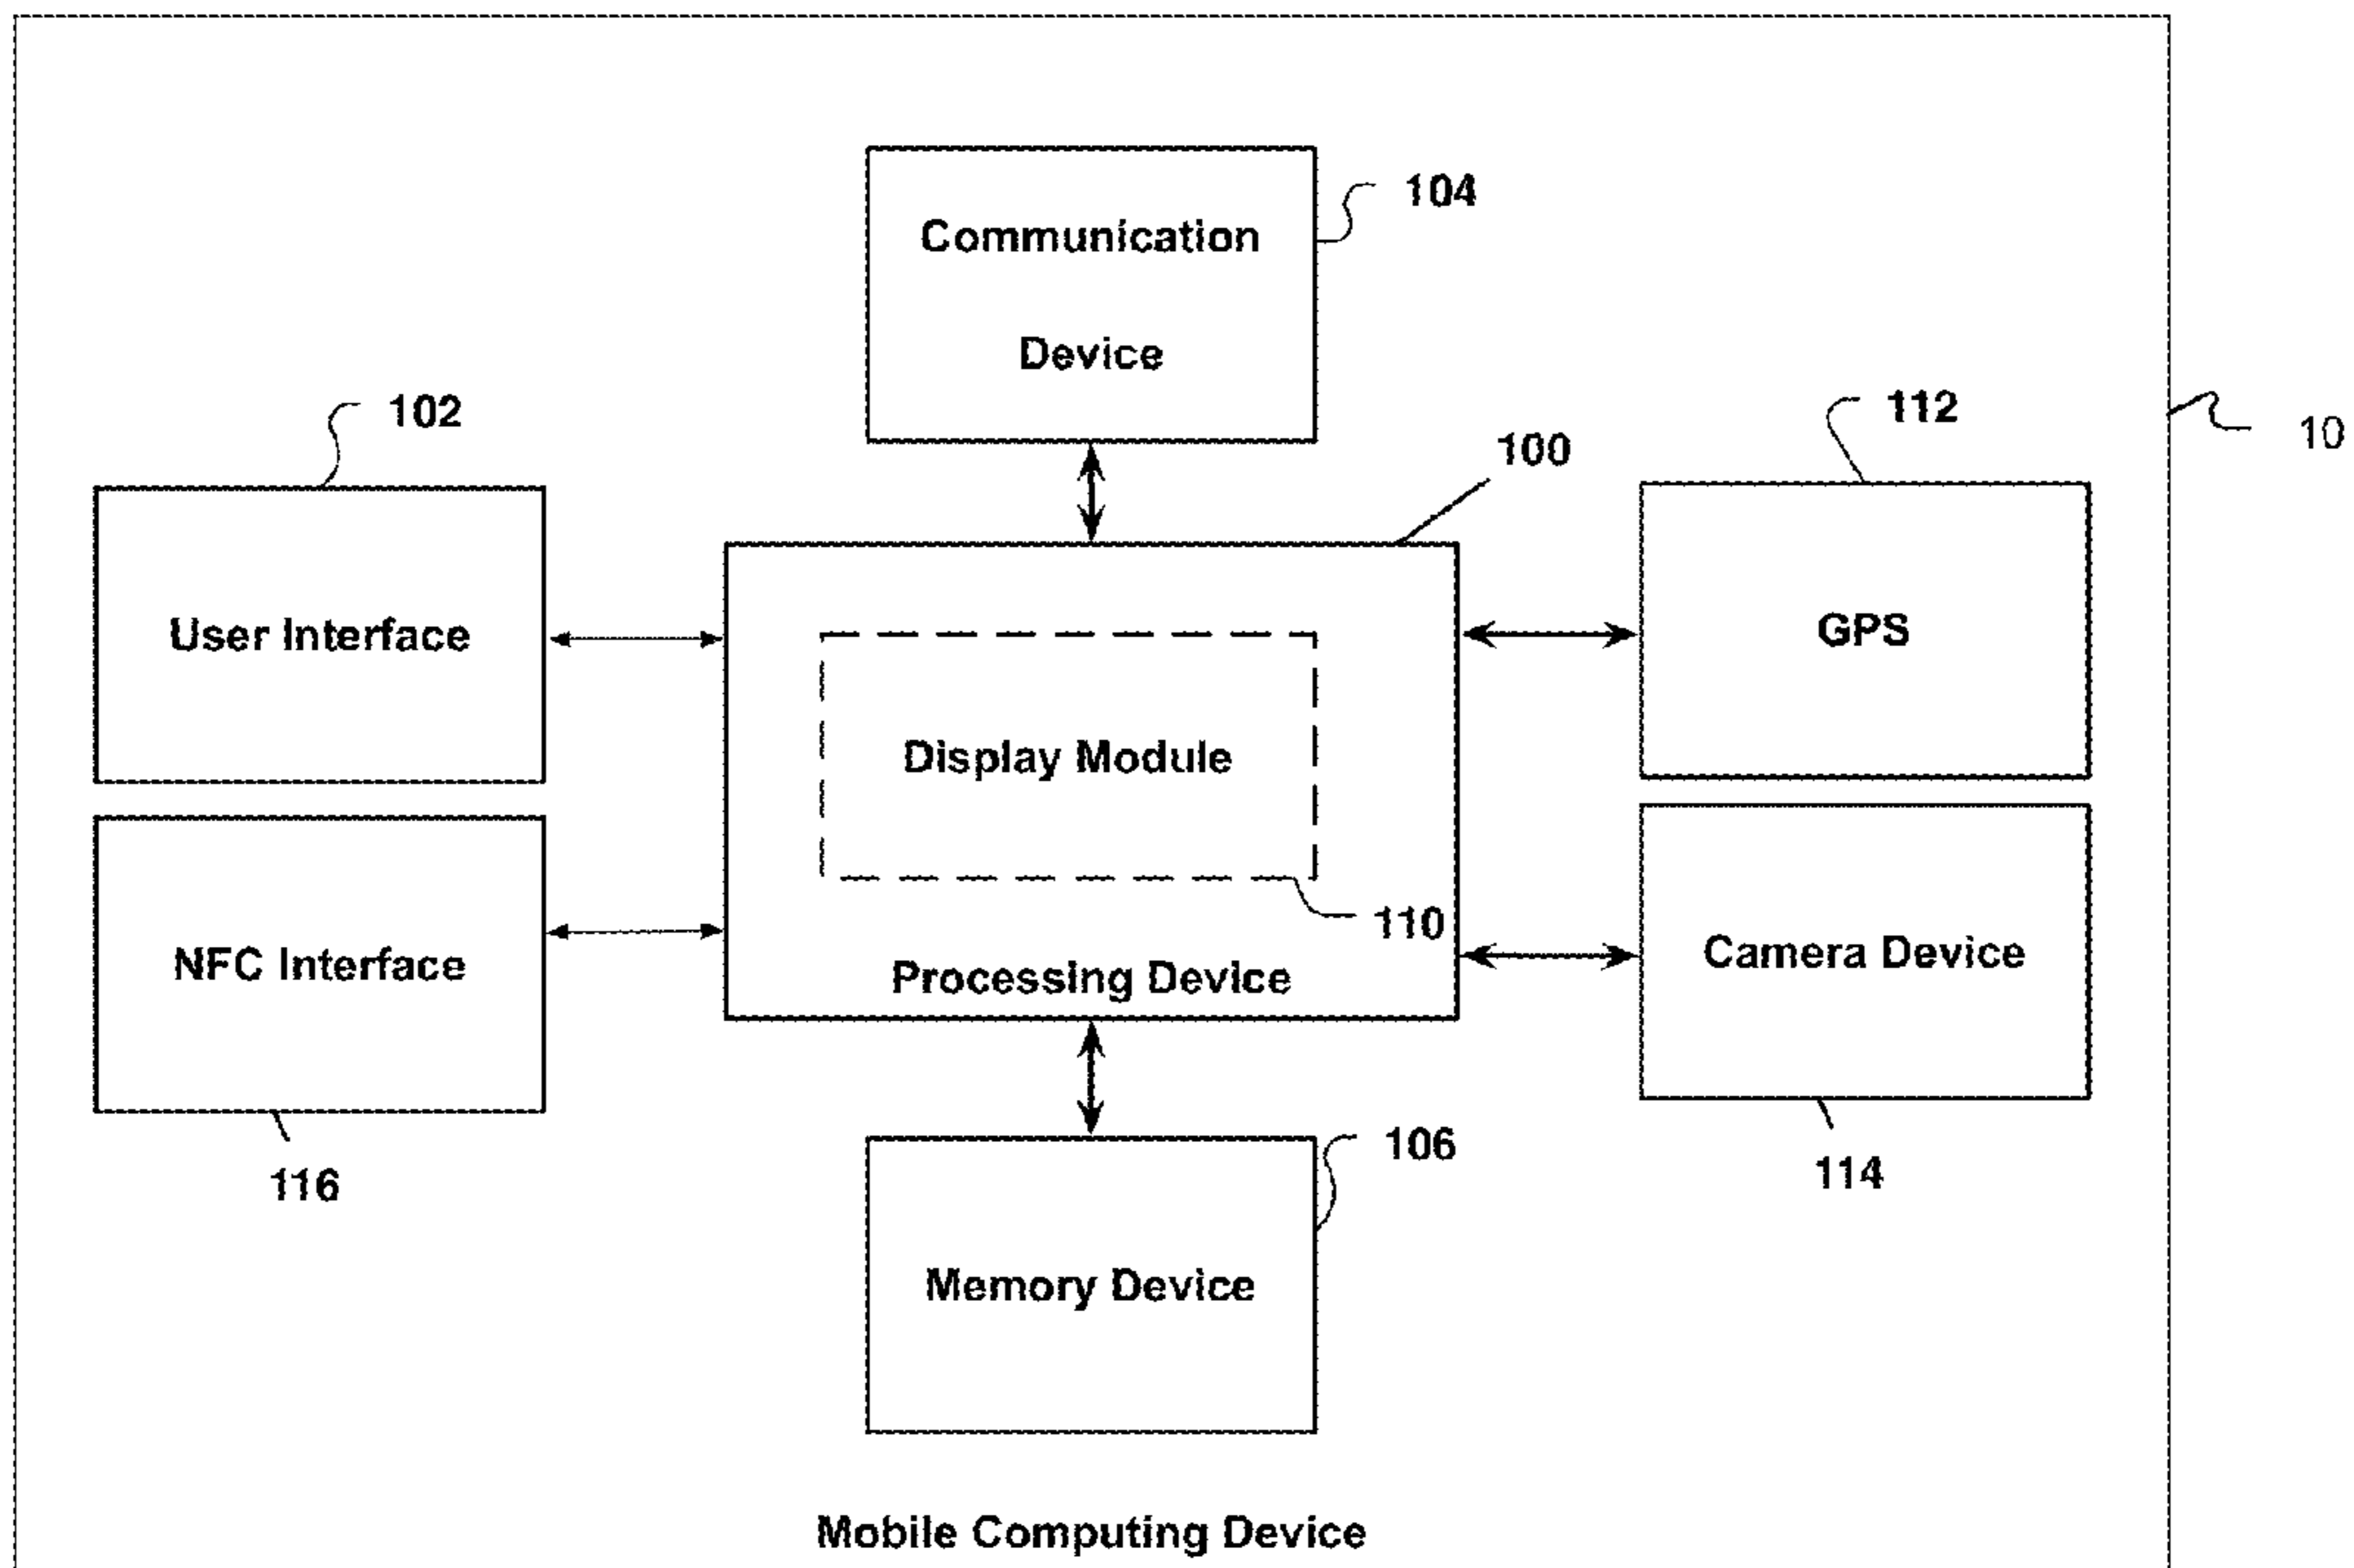 Communication
Device
104
102
112
10
100
User Interface
GPS
Display Module
110
NFC Interface
Camera Device
Processing Device
116
106
114
Memory Device
Mobile Computing Device